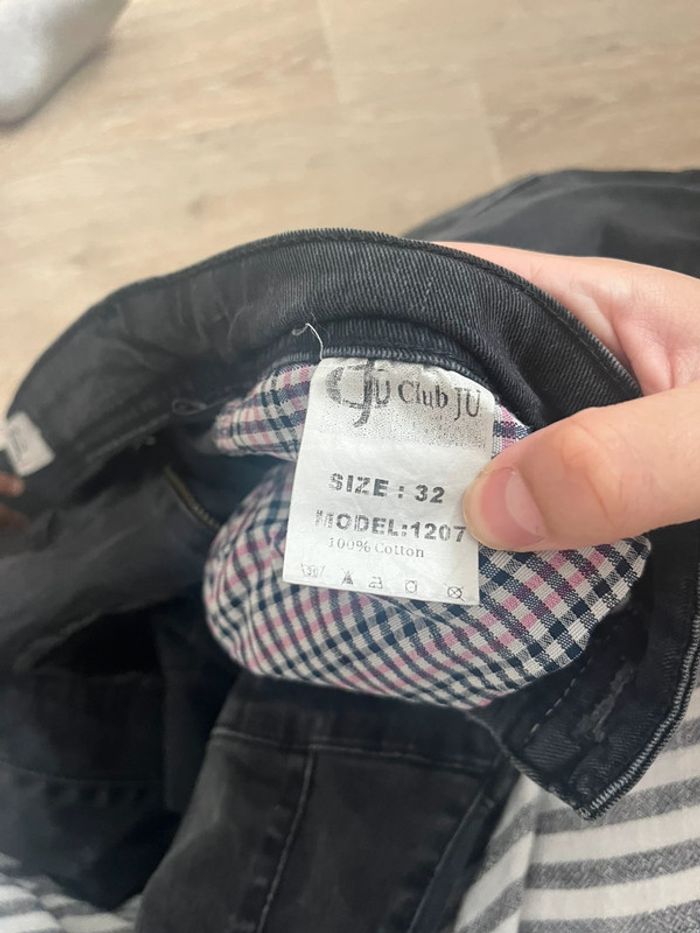 CJU Club JU
SIZE : 32
MODEL:1207
100% Cotton